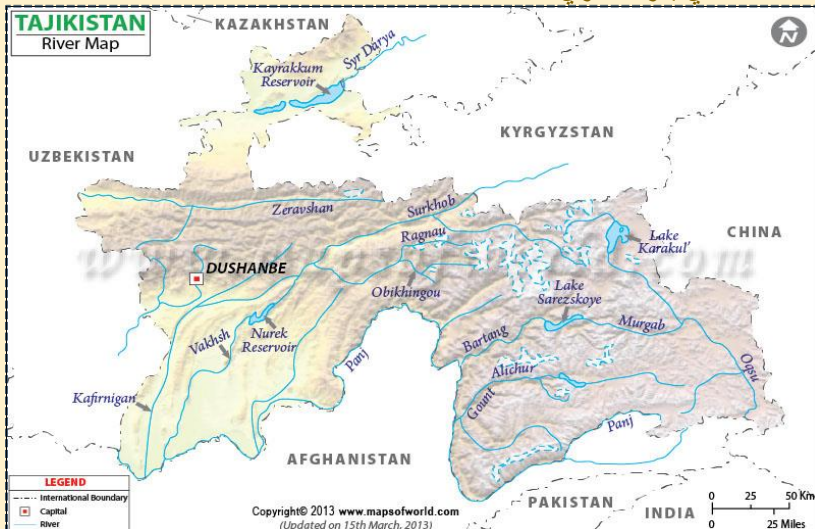 TAJIKISTAN
River Map
KAZAKHSTAN
N
Syr Darya
Kayrakkum
Reservoir
KYRGYZSTAN
UZBEKISTAN
Zeravshan
Surkhob
Ragnau
Lake
Karakul'
CHINA
DUSHANBE
Obikhingou
Lake
Sarezskoye
Nurek
Reservoir
Vakhsh
Bartang
Murgab
Panj
Alichur
Oqsu
Kafirnigan
Gount
Panj
AFGHANISTAN
PAKISTAN
INDIA
LEGEND
International Boundary
Capital
River
Copyright© 2013 www.mapsofworld.com
(Updated on 15th March, 2013)
0 25 50 Km
25 Miles